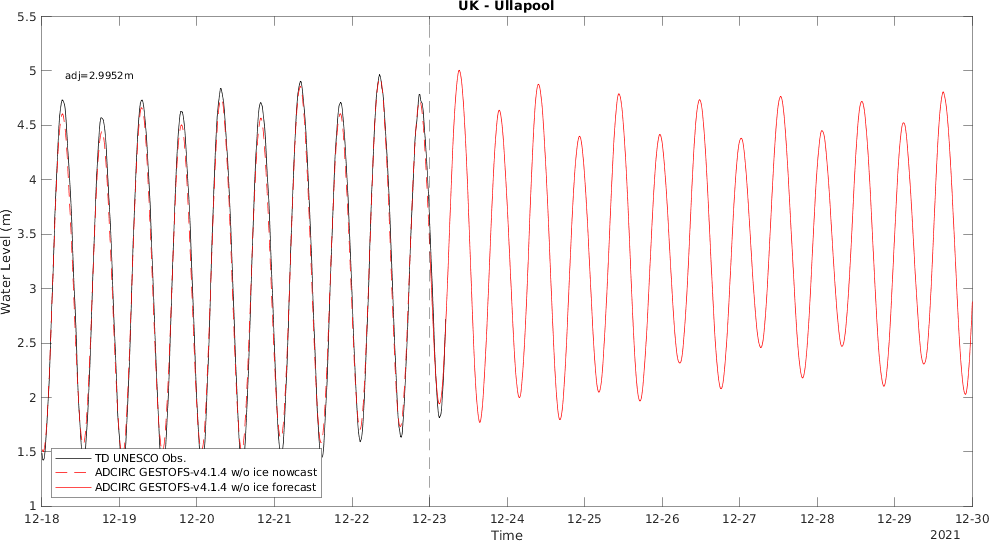 UK - Ullapool
adj=2.9952m
Water Level (m)
5.5
5
4.5
4
3.5
3
2.5
2
1.5
1
TD UNESCO Obs.
ADCIRC GESTOFS-v4.1.4 w/o ice nowcast
ADCIRC GESTOFS-v4.1.4 w/o ice forecast
12-18 12-19 12-20 12-21 12-22 12-23 12-24 12-25 12-26 12-27 12-28 12-29 12-30
Time
2021